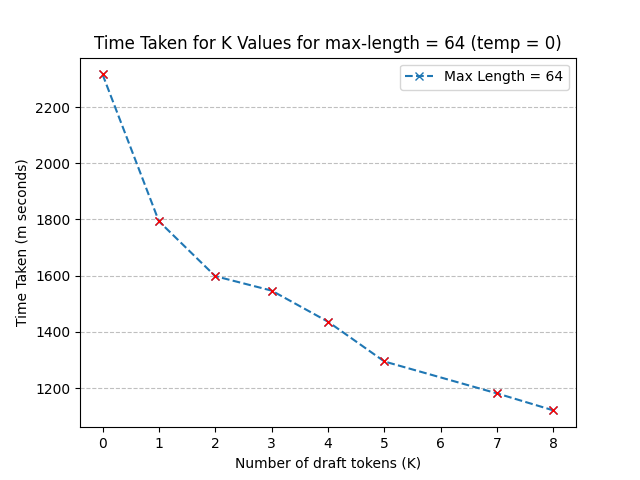 Time Taken for K Values for max-length = 64 (temp = 0)
Max Length = 64
2200
2000
1800
1600
1400
1200
Time Taken (m seconds)
0 1 2 3 4 5 6 7 8
Number of draft tokens (K)